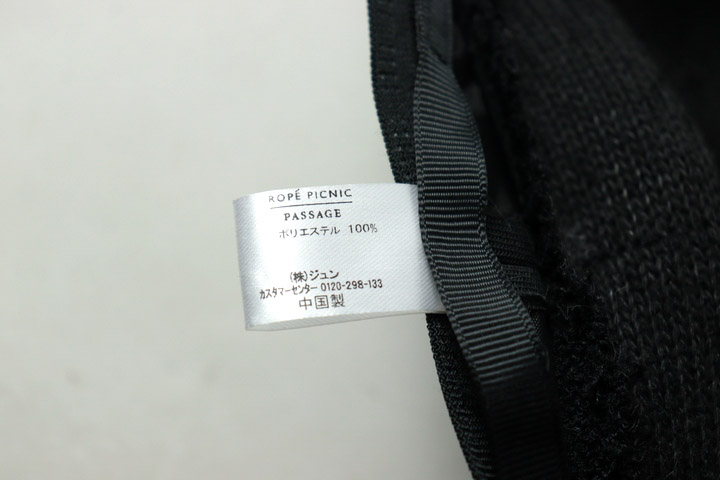 ROPÉ PICNIC
PASSAGE
ポリエステル 100%
(株)ジュン
カスタマーセンター 0120-298-133
中国製